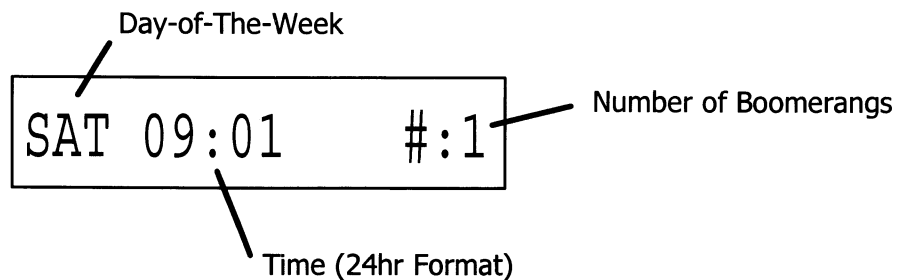 Day-of-The-Week
Number of Boomerangs
SAT 09:01 #:1
Time (24hr Format)